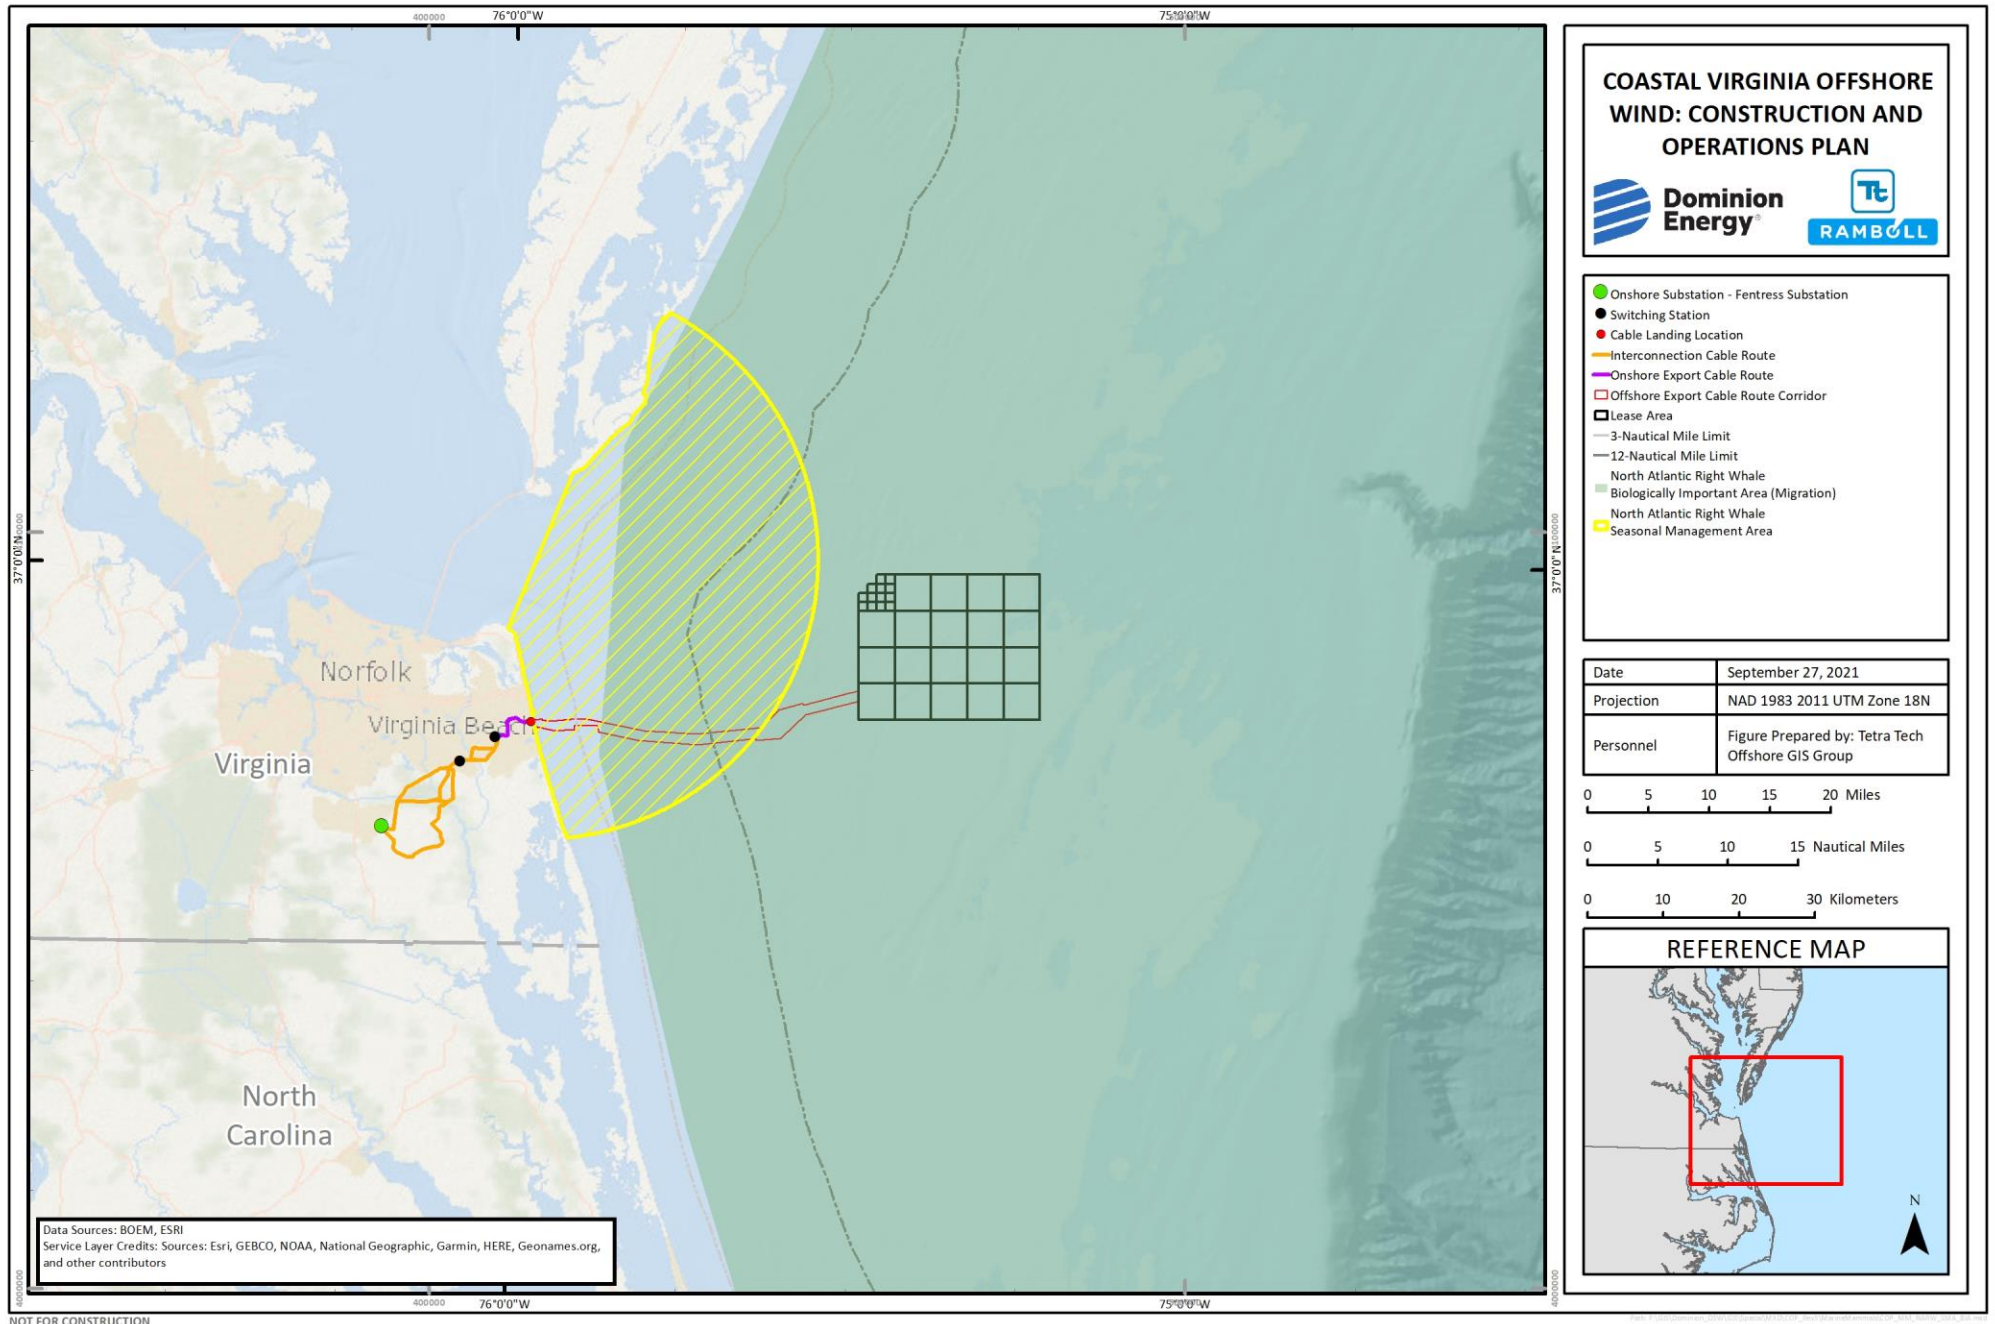 400000
76°0'0"W
75°0'0"W
37°0'0"N
37°0'0"N
100000
Norfolk
Virginia Beach
Virginia
North
Carolina
Data Sources: BOEM, ESRI
Service Layer Credits: Sources: Esri, GEBCO, NOAA, National Geographic, Garmin, HERE, Geonames.org,
and other contributors
4000000
400000
76°0'0"W
75°0'0"W
4000000
NOT FOR CONSTRUCTION
COASTAL VIRGINIA OFFSHORE
WIND: CONSTRUCTION AND
OPERATIONS PLAN
Dominion
Energy®
Tt
RAMBOLL
Onshore Substation - Fentress Substation
Switching Station
Cable Landing Location
Interconnection Cable Route
Onshore Export Cable Route
Offshore Export Cable Route Corridor
Lease Area
3-Nautical Mile Limit
12-Nautical Mile Limit
North Atlantic Right Whale
Biologically Important Area (Migration)
North Atlantic Right Whale
Seasonal Management Area
Date September 27, 2021
Projection NAD 1983 2011 UTM Zone 18N
Personnel Figure Prepared by: Tetra Tech
Offshore GIS Group
0 5 10 15 20 Miles
0 5 10 15 Nautical Miles
0 10 20 30 Kilometers
REFERENCE MAP
N